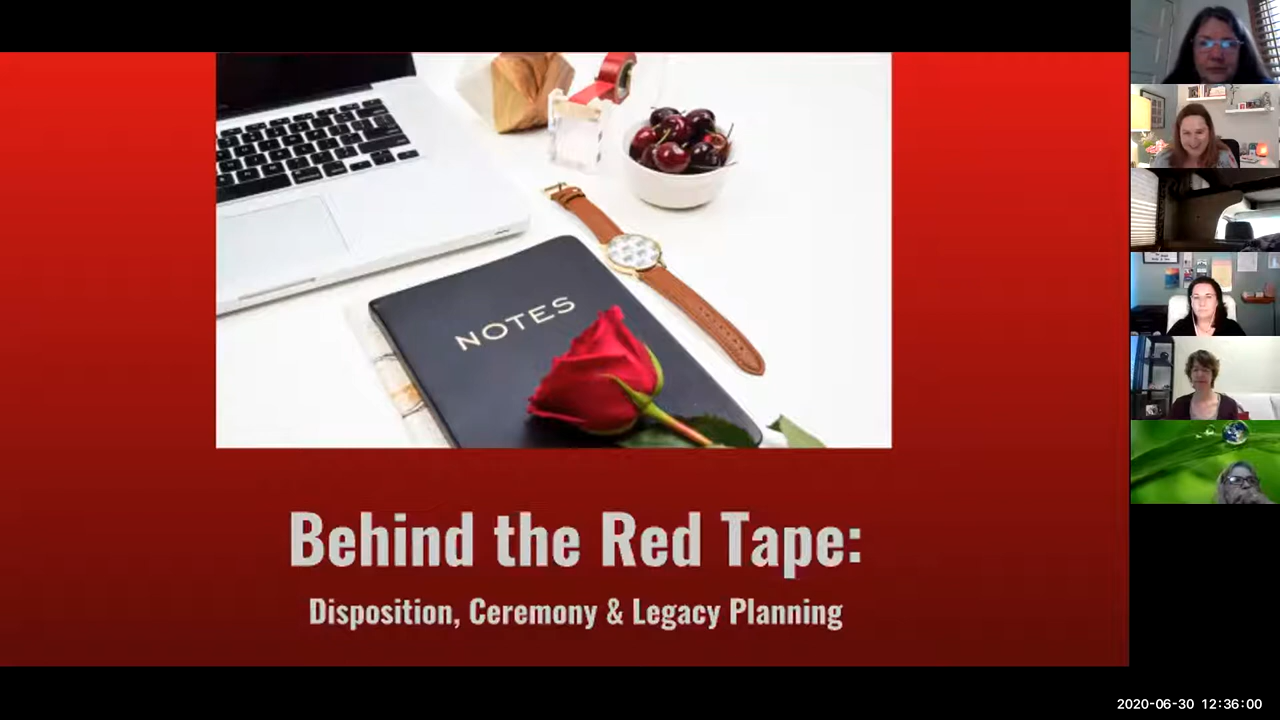 NOTES
Behind the Red Tape:
Disposition, Ceremony & Legacy Planning
2020-06-30 12:36:00